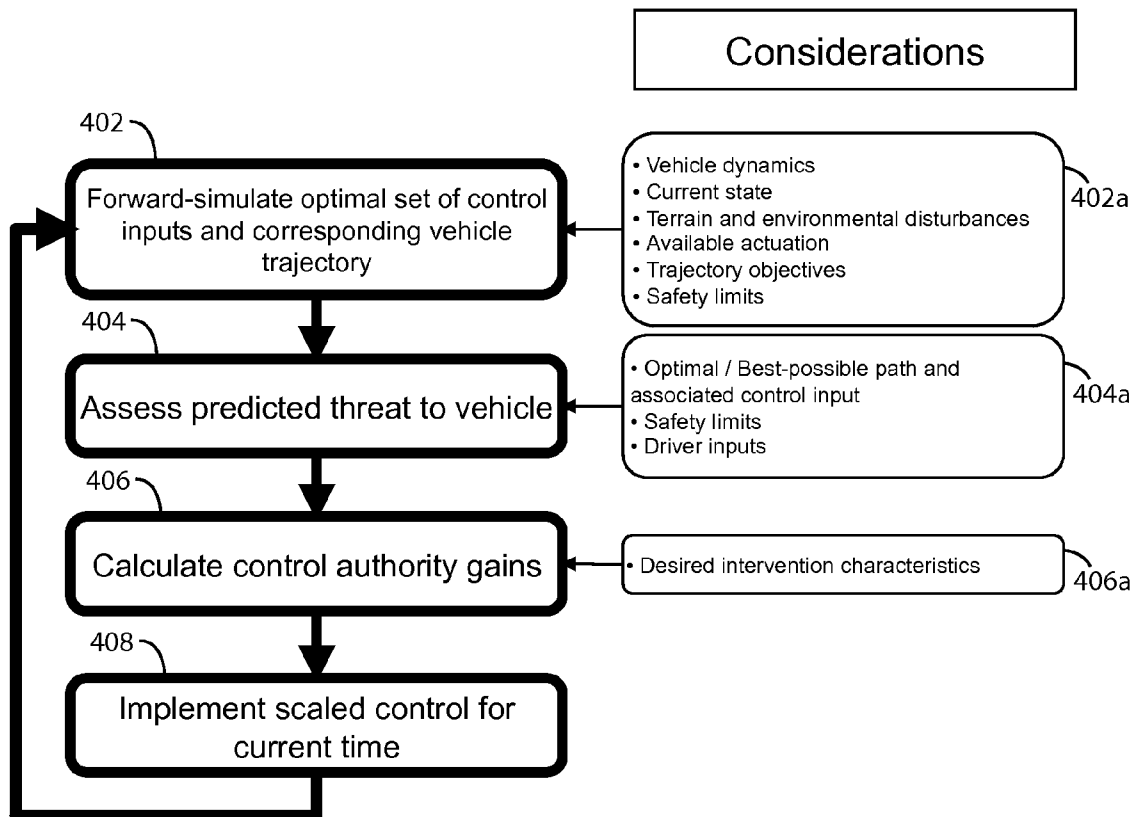 Considerations
402
Forward-simulate optimal set of control
inputs and corresponding vehicle
trajectory
• Vehicle dynamics
• Current state
• Terrain and environmental disturbances
• Available actuation
• Trajectory objectives
• Safety limits
402a
404
Assess predicted threat to vehicle
• Optimal / Best-possible path and
associated control input
• Safety limits
• Driver inputs
404a
406
Calculate control authority gains
• Desired intervention characteristics
406a
408
Implement scaled control for
current time